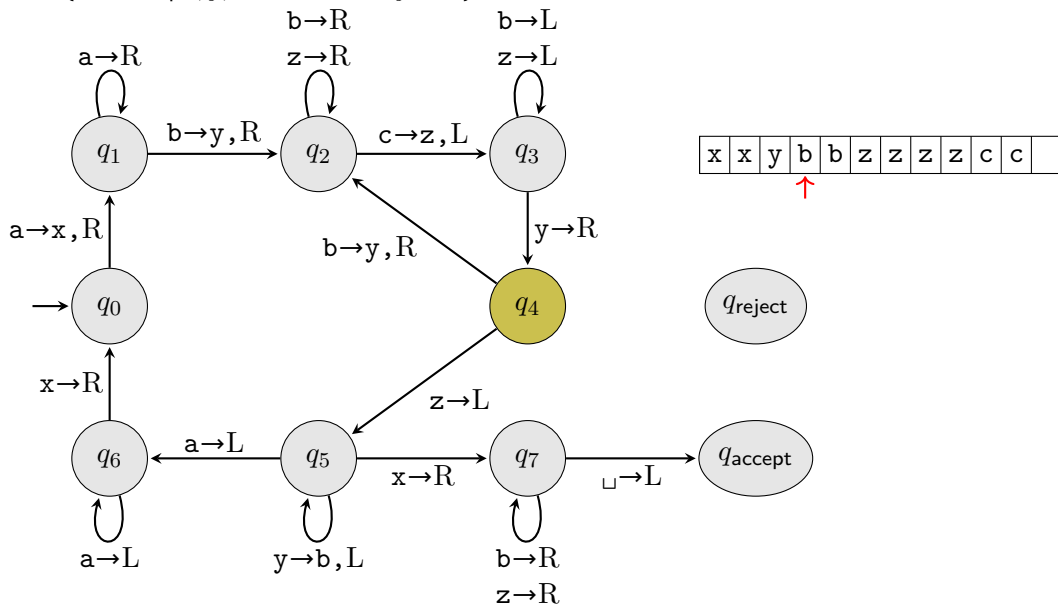 b→R
z→R
b→L
z→L
a→R
q1
b→y,R
q2
c→z,L
q3
x x y b b z z z z c c
a→x,R
b→y,R
y→R
q0
q4
qreject
x→R
z→L
q6
a→L
q5
x→R
q7
␣→L
qaccept
a→L
y→b,L
b→R
z→R